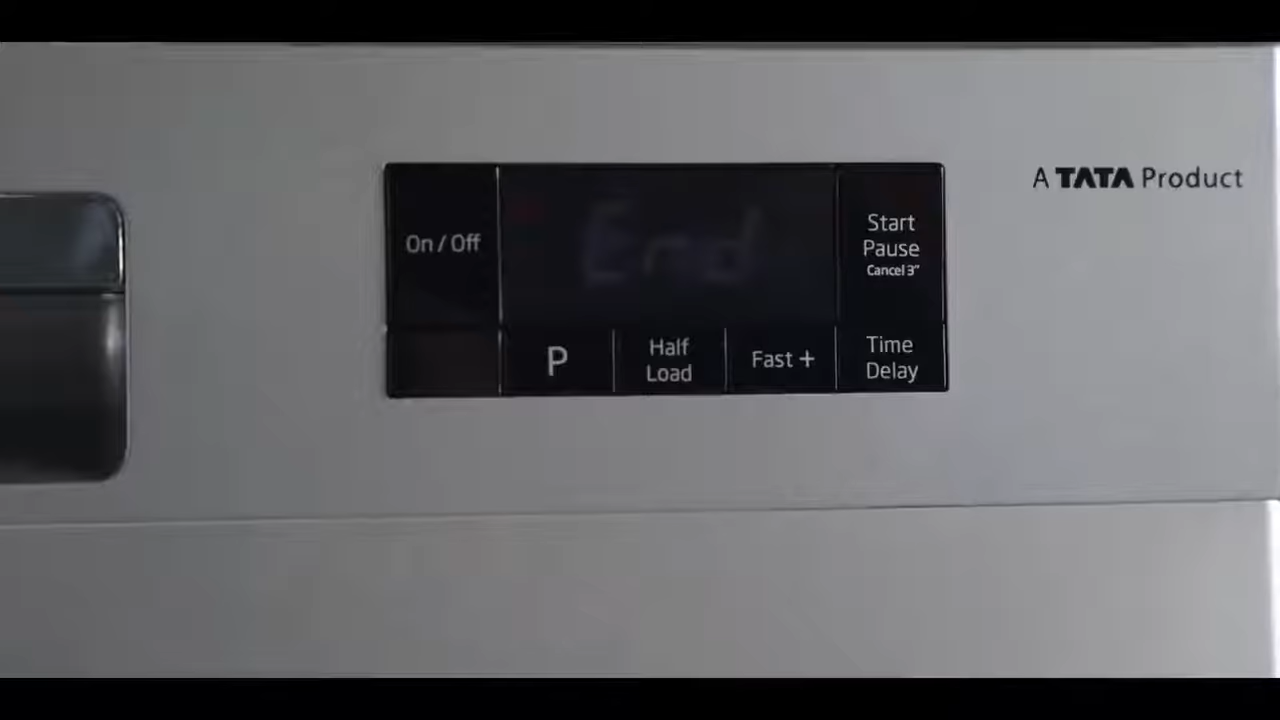 A TATA Product
On / Off
End
Start
Pause
Cancel 3"
P
Half
Load
Fast +
Time
Delay